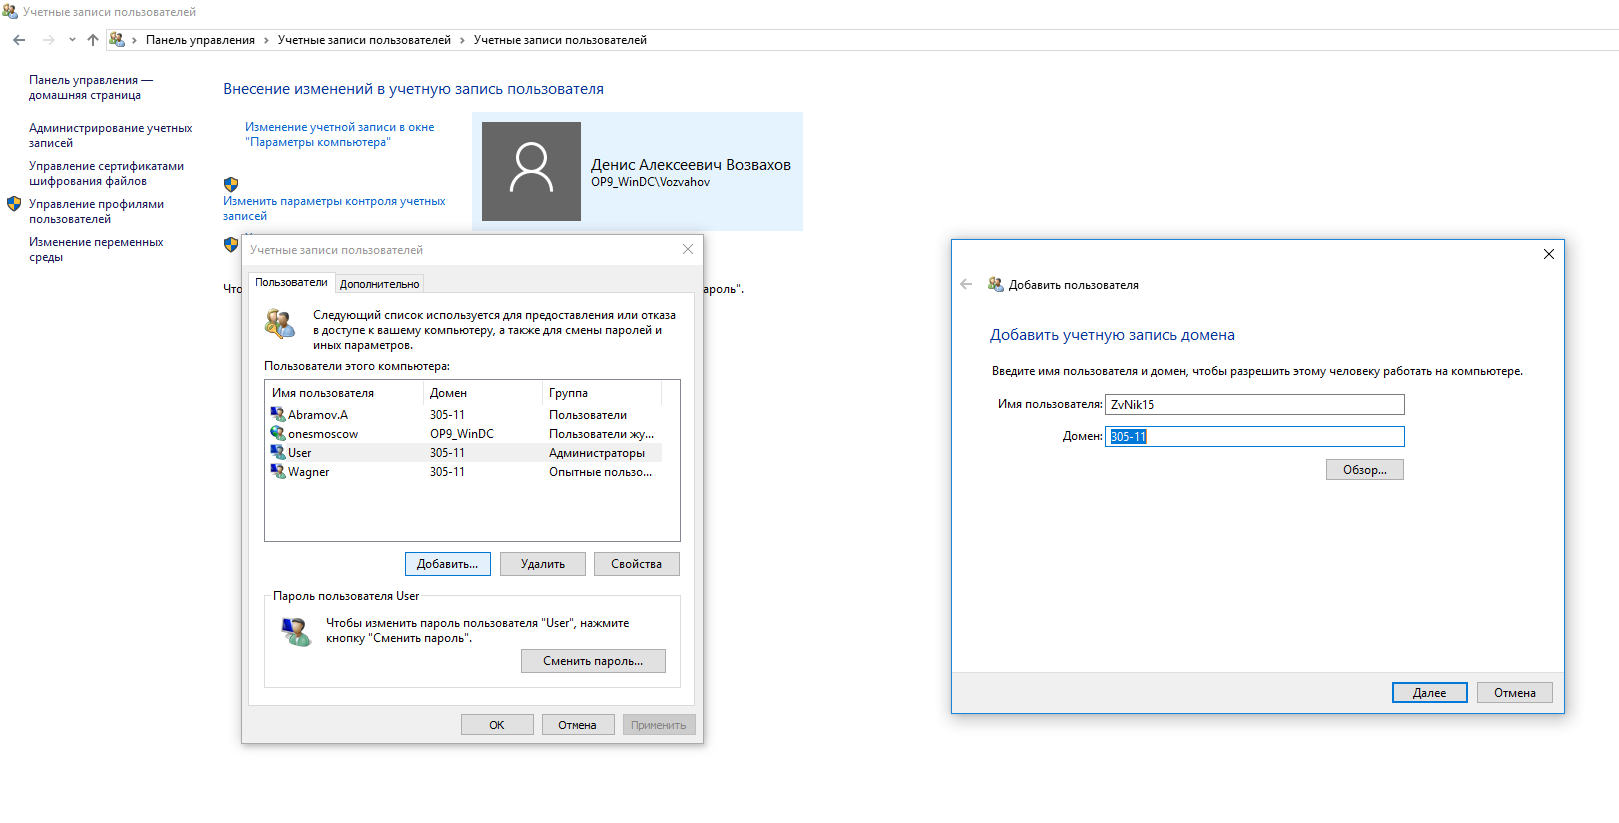 Учетные записи пользователей
Панель управления > Учетные записи пользователей > Учетные записи пользователей
Панель управления —
домашняя страница
Администрирование учетных
записей
Управление сертификатами
шифрования файлов
Управление профилями
пользователей
Изменение переменных
среды
Внесение изменений в учетную запись пользователя
Изменение учетной записи в окне
"Параметры компьютера"
Изменить параметры контроля учетных
записей
Денис Алексеевич Возвахов
OP9_WinDC\Vozvahov
Учетные записи пользователей
Пользователи
Дополнительно
Следующий список используется для предоставления или отказа
в доступе к вашему компьютеру, а также для смены паролей и
иных параметров.
Пользователи этого компьютера:
Имя пользователя Домен Группа
Abramov.A 305-11 Пользователи
onesmoscow OP9_WinDC Пользователи жу...
User 305-11 Администраторы
Wagner 305-11 Опытные пользо...
Добавить... Удалить Свойства
Пароль пользователя User
Чтобы изменить пароль пользователя "User", нажмите
кнопку "Сменить пароль".
Сменить пароль...
ОК Отмена Применить
Добавить пользователя
Добавить учетную запись домена
Введите имя пользователя и домен, чтобы разрешить этому человеку работать на компьютере.
Имя пользователя: ZvNik15
Домен: 305-11
Обзор...
Далее Отмена